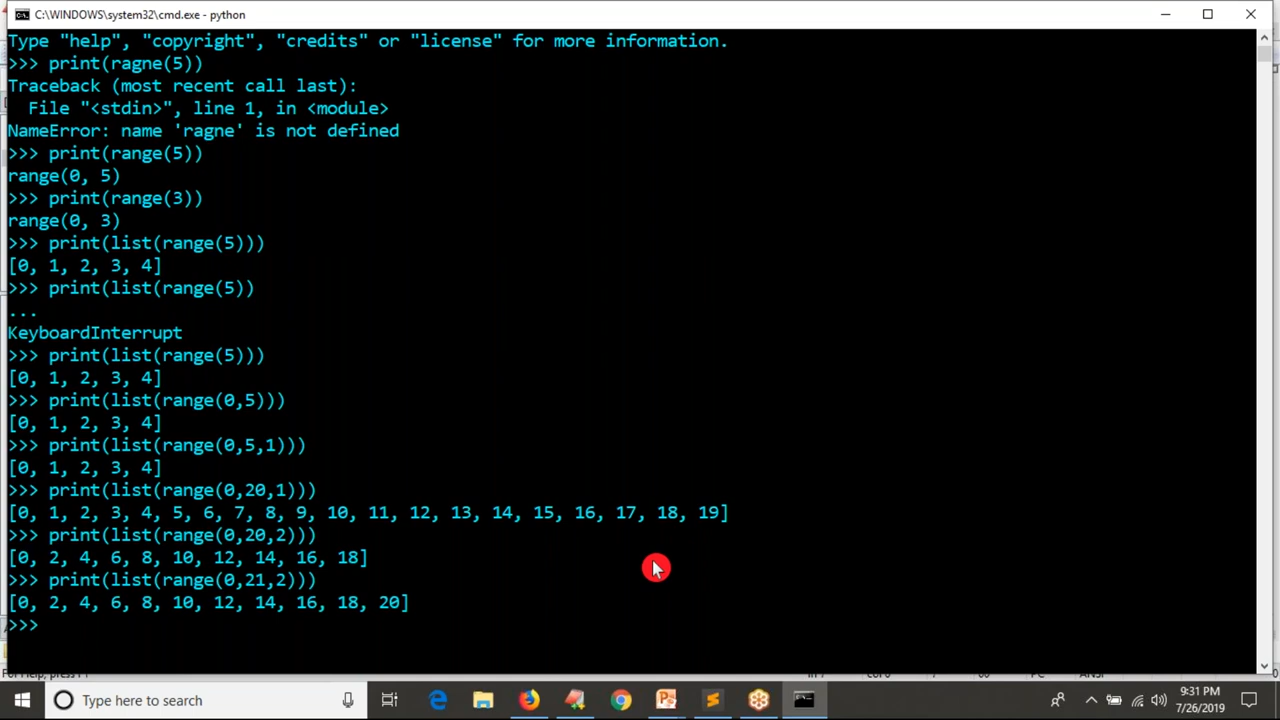 C:\WINDOWS\system32\cmd.exe - python
Type "help", "copyright", "credits" or "license" for more information.
>>> print(ragne(5))
Traceback (most recent call last):
  File "<stdin>", line 1, in <module>
NameError: name 'ragne' is not defined
>>> print(range(5))
range(0, 5)
>>> print(range(3))
range(0, 3)
>>> print(list(range(5)))
[0, 1, 2, 3, 4]
>>> print(list(range(5))
...
KeyboardInterrupt
>>> print(list(range(5)))
[0, 1, 2, 3, 4]
>>> print(list(range(0,5)))
[0, 1, 2, 3, 4]
>>> print(list(range(0,5,1)))
[0, 1, 2, 3, 4]
>>> print(list(range(0,20,1)))
[0, 1, 2, 3, 4, 5, 6, 7, 8, 9, 10, 11, 12, 13, 14, 15, 16, 17, 18, 19]
>>> print(list(range(0,20,2)))
[0, 2, 4, 6, 8, 10, 12, 14, 16, 18]
>>> print(list(range(0,21,2)))
[0, 2, 4, 6, 8, 10, 12, 14, 16, 18, 20]
>>>
Type here to search
9:31 PM
7/26/2019